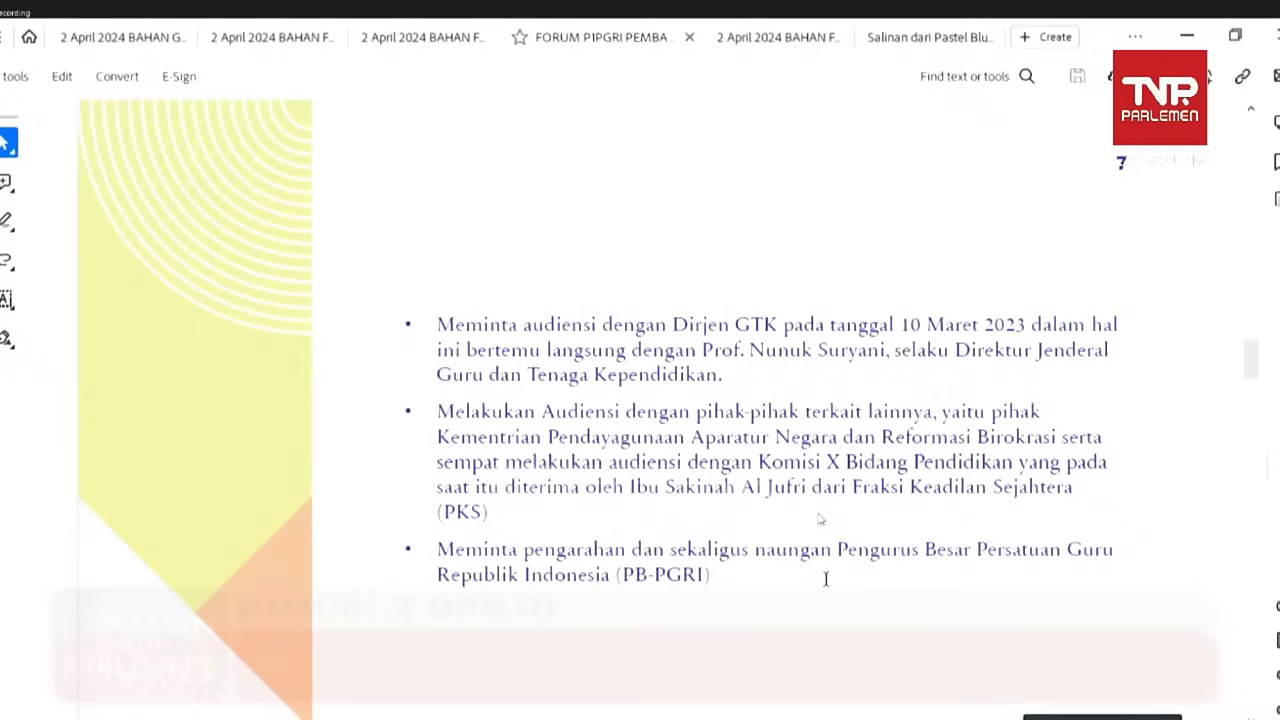 ecording
2 April 2024 BAHAN G...
2 April 2024 BAHAN F...
2 April 2024 BAHAN F...
FORUM PIPGRI PEMBA...
2 April 2024 BAHAN F...
Salinan dari Pastel Blu...
+ Create
tools
Edit
Convert
E-Sign
Find text or tools
TVP.
PARLEMEN
7
• Meminta audiensi dengan Dirjen GTK pada tanggal 10 Maret 2023 dalam hal
ini bertemu langsung dengan Prof. Nunuk Suryani, selaku Direktur Jenderal
Guru dan Tenaga Kependidikan.
• Melakukan Audiensi dengan pihak-pihak terkait lainnya, yaitu pihak
Kementrian Pendayagunaan Aparatur Negara dan Reformasi Birokrasi serta
sempat melakukan audiensi dengan Komisi X Bidang Pendidikan yang pada
saat itu diterima oleh Ibu Sakinah Al Jufri dari Fraksi Keadilan Sejahtera
(PKS)
• Meminta pengarahan dan sekaligus naungan Pengurus Besar Persatuan Guru
Republik Indonesia (PB-PGRI)
KOMISI X DPR RI